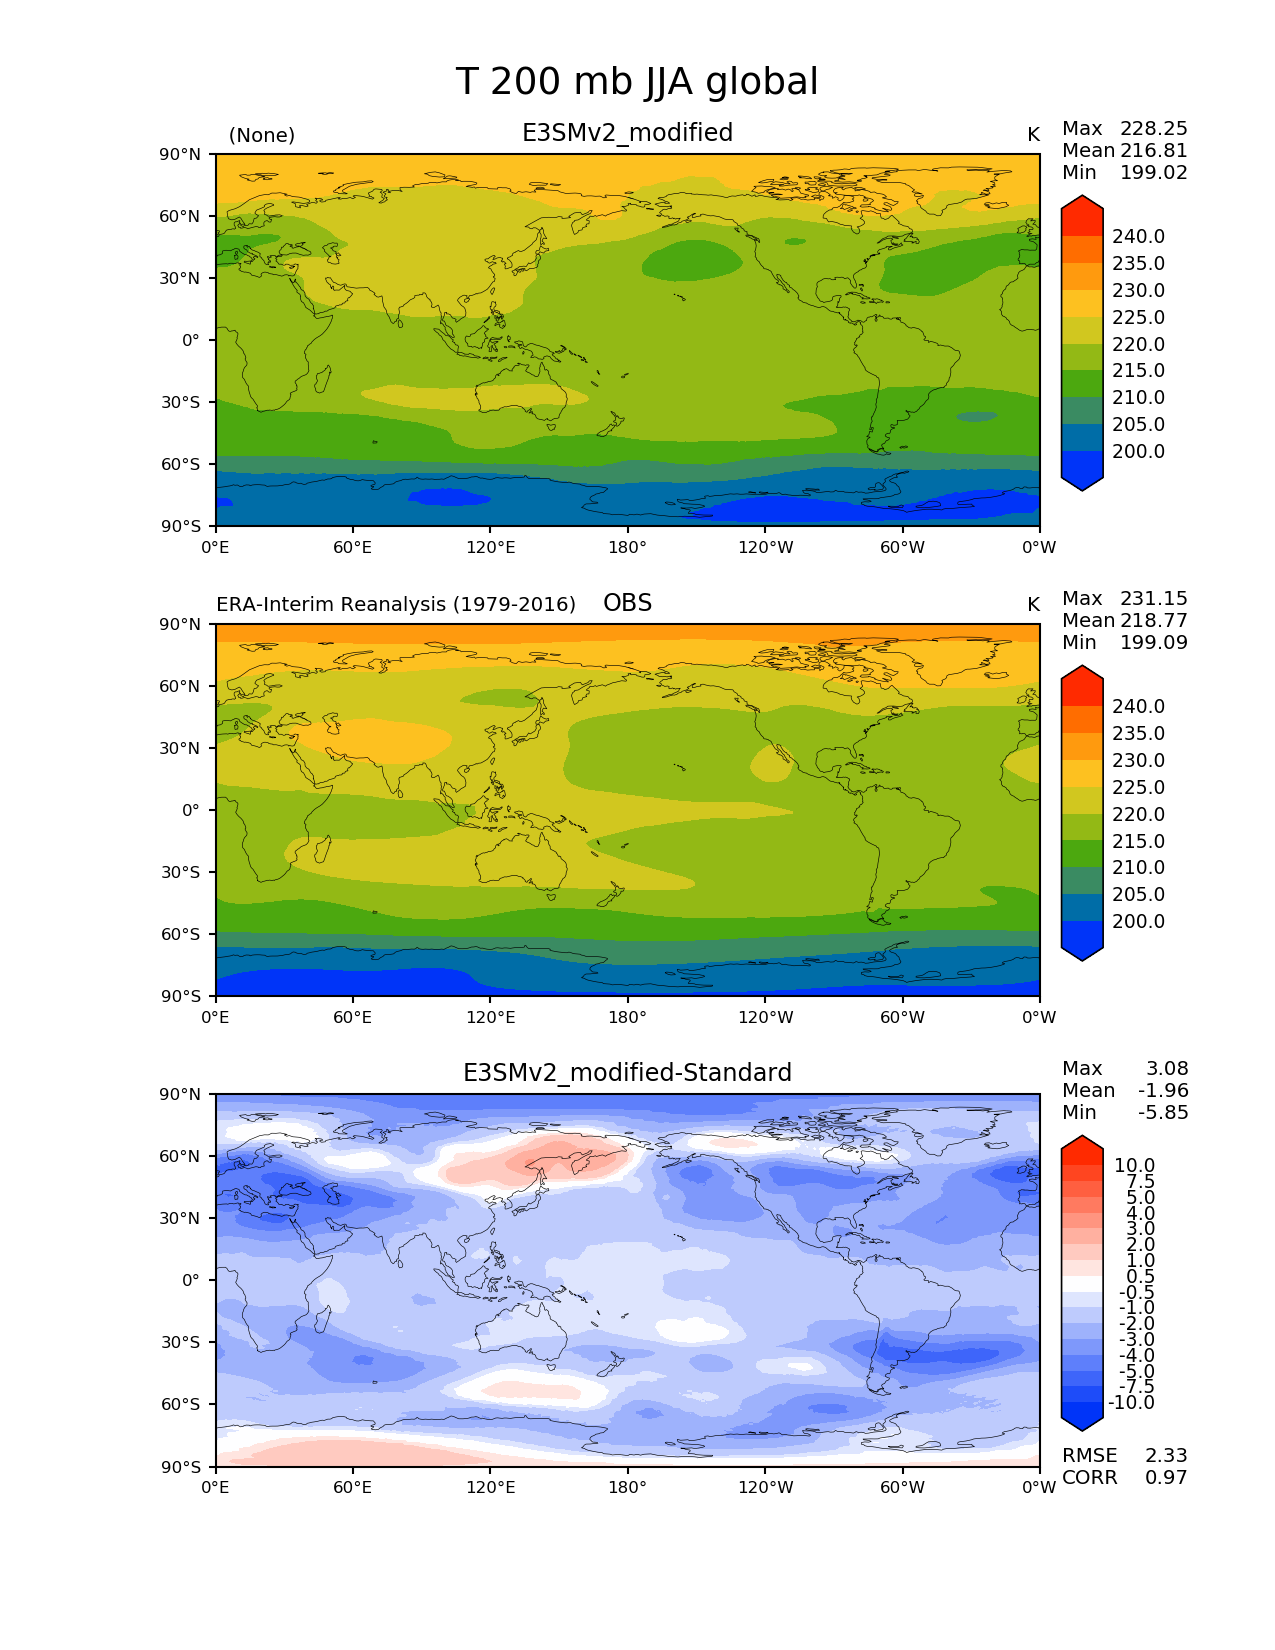 T 200 mb JJA global
(None) E3SMv2_modified K
Max 228.25
Mean 216.81
Min 199.02
90°N
60°N
30°N
0°
30°S
60°S
90°S
0°E 60°E 120°E 180° 120°W 60°W 0°W
240.0
235.0
230.0
225.0
220.0
215.0
210.0
205.0
200.0
ERA-Interim Reanalysis (1979-2016) OBS K
Max 231.15
Mean 218.77
Min 199.09
90°N
60°N
30°N
0°
30°S
60°S
90°S
0°E 60°E 120°E 180° 120°W 60°W 0°W
240.0
235.0
230.0
225.0
220.0
215.0
210.0
205.0
200.0
E3SMv2_modified-Standard
Max 3.08
Mean -1.96
Min -5.85
90°N
60°N
30°N
0°
30°S
60°S
90°S
0°E 60°E 120°E 180° 120°W 60°W 0°W
10.0
7.5
5.0
4.0
3.0
2.0
1.0
0.5
-0.5
-1.0
-2.0
-3.0
-4.0
-5.0
-7.5
-10.0
RMSE 2.33
CORR 0.97